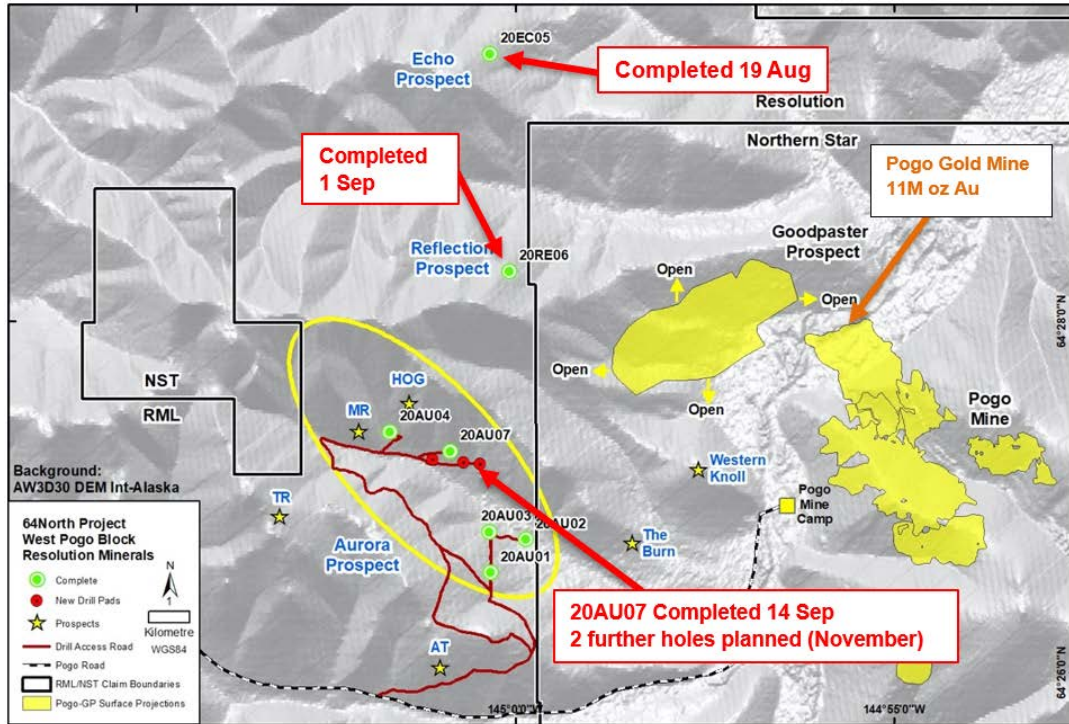 20EC05
Echo
Prospect
Completed 19 Aug
Resolution
Northern Star
Completed
1 Sep
Pogo Gold Mine
11M oz Au
Goodpaster
Prospect
Reflection
Prospect
20RE06
Open
Open
Open
Open
64°28'0"N
NST
RML
HOG
MR
20AU04
20AU07
Pogo
Mine
Western
Knoll
Background:
AW3D30 DEM Int-Alaska
TR
20AU03
20AU02
20AU01
Pogo
Mine
Camp
The
Burn
Aurora
Prospect
AT
20AU07 Completed 14 Sep
2 further holes planned (November)
64North Project
West Pogo Block
Resolution Minerals
Complete
New Drill Pads
Prospects
Drill Access Road
Pogo Road
RML/NST Claim Boundaries
Pogo-GP Surface Projections
N
1
Kilometre
WGS84
64°26'0"N
145°0'0"W
144°55'0"W